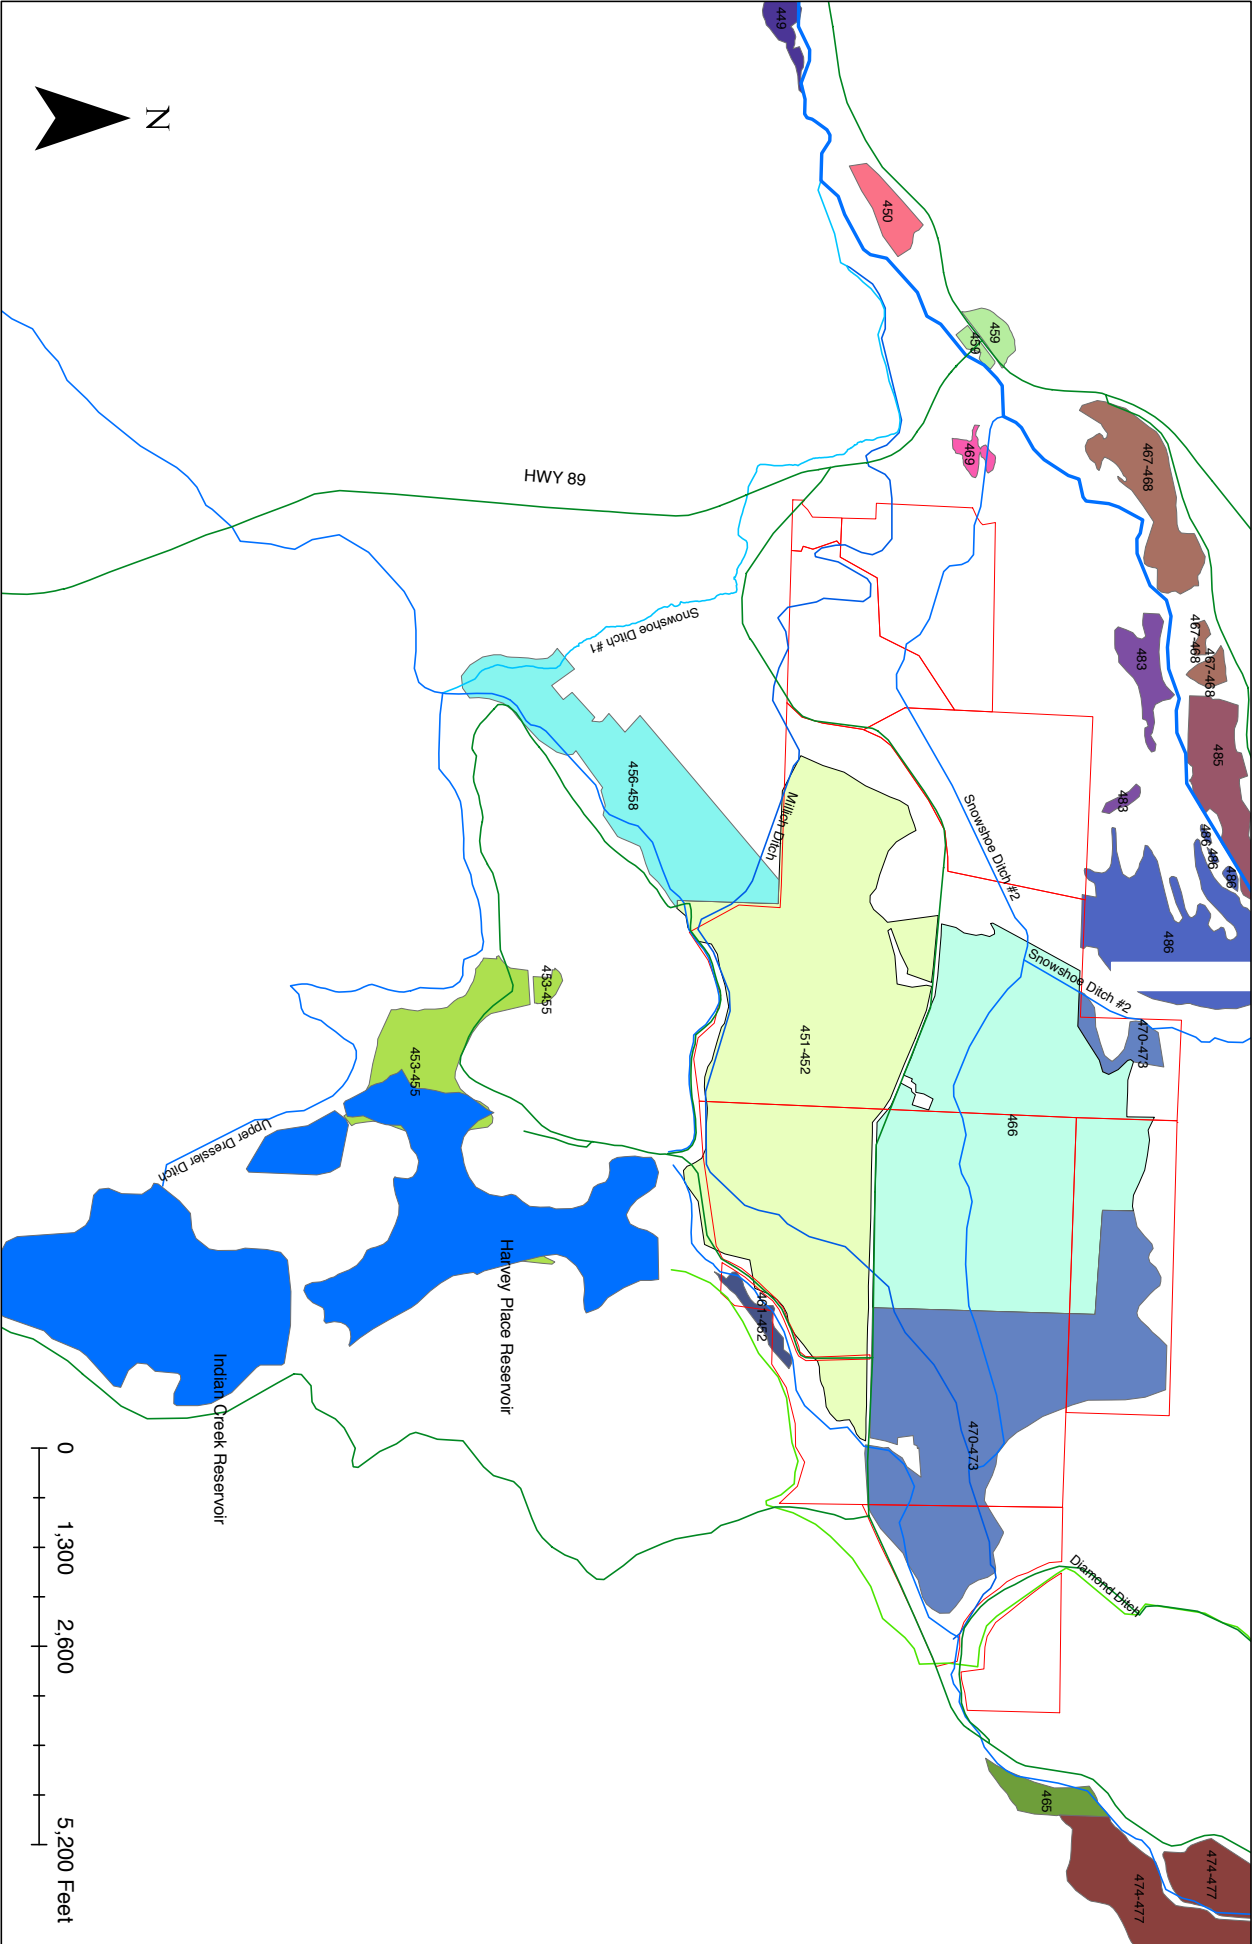 449
N
450
459
459
469
467-468
HWY 89
467-468
467-468
483
485
Snowshoe Ditch #1
456-458
Millich Ditch
483
Snowshoe Ditch #2
486
486
486
486
Snowshoe Ditch #2
453-455
453-455
451-452
470-473
466
Upper Dressler Ditch
Harvey Place Reservoir
461-452
Indian Creek Reservoir
470-473
Diamond Ditch
465
474-477
474-477
0 1,300 2,600 5,200 Feet